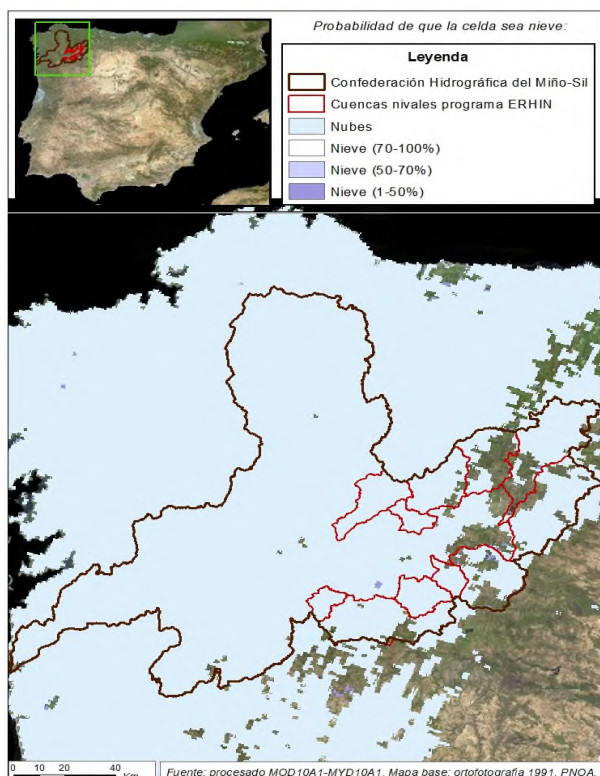 Probabilidad de que la celda sea nieve:
Leyenda
Confederación Hidrográfica del Miño-Sil
Cuencas nivales programa ERHIN
Nubes
Nieve (70-100%)
Nieve (50-70%)
Nieve (1-50%)
0 10 20 40
Km
Fuente: procesado MOD10A1-MYD10A1. Mapa base: ortofotografía 1991, PNOA